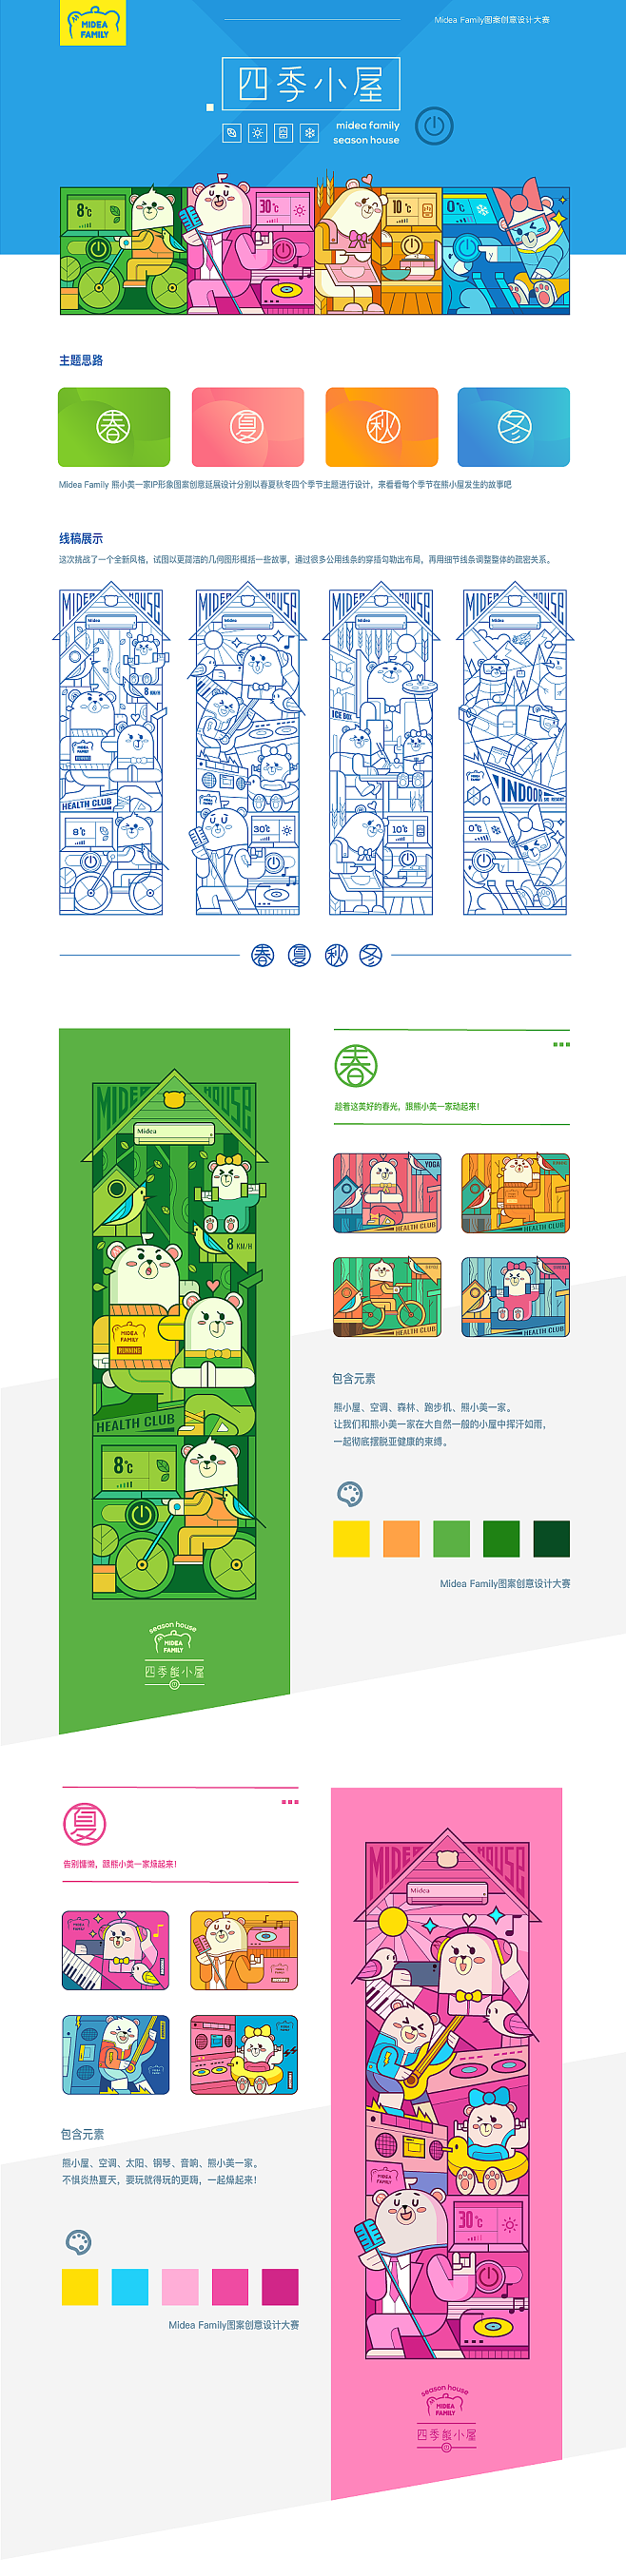 MIDEA
FAMILY
Midea Family图案创意设计大赛
四季小屋
midea family
season house
8℃
30℃
10℃
0℃
主题思路
春
夏
秋
冬
Midea Family 熊小美一家IP形象图案创意延展设计分别以春夏秋冬四个季节主题进行设计，来看看每个季节在熊小屋发生的故事吧
线稿展示
这次挑战了一个全新风格，试图以更简洁的几何图形概括一些故事，通过很多公用线条的穿插勾勒出布局，再用细节线条调整整体的疏密关系。
MIDEA HOUSE
MIDEA HOUSE
MIDEA HOUSE
MIDEA HOUSE
Midea
Midea
Midea
Midea
8 KM/H
ICE BOX
MIDEA
FAMILY
RUNNING
INDOOR
HEALTH CLUB
8℃
30℃
10℃
0℃
春
夏
秋
冬
春
趁着这美好的春光，跟熊小美一家动起来！
MIDEA HOUSE
Midea
8 KM/H
MIDEA
FAMILY
RUNNING
HEALTH CLUB
8℃
season house
MIDEA
FAMILY
四季熊小屋
YOGA
HEALTH CLUB
HEALTH CLUB
HEALTH CLUB
HEALTH CLUB
包含元素
熊小屋、空调、森林、跑步机、熊小美一家。
让我们和熊小美一家在大自然一般的小屋中挥汗如雨，
一起彻底摆脱亚健康的束缚。
Midea Family图案创意设计大赛
夏
告别慵懒，跟熊小美一家燥起来！
包含元素
熊小屋、空调、太阳、钢琴、音响、熊小美一家。
不惧炎热夏天，要玩就得玩的更嗨，一起燥起来！
Midea Family图案创意设计大赛
MIDEA HOUSE
Midea
MIDEA
FAMILY
30℃
season house
MIDEA
FAMILY
四季熊小屋